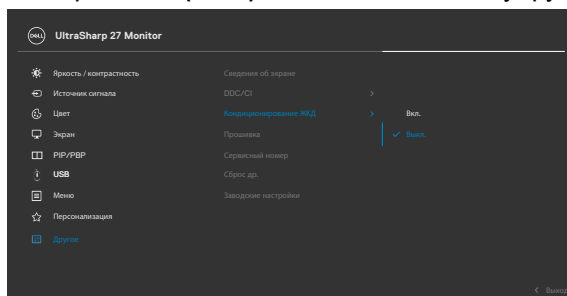 DELL UltraSharp 27 Monitor
Яркость / контрастность
Источник сигнала
Цвет
Экран
PIP/PBP
USB
Меню
Персонализация
Другое
Сведения об экране
DDC/CI
Кондиционирование ЖКД
Прошивка
Сервисный номер
Сброс др.
Заводские настройки
Вкл.
Выкл.
Выход